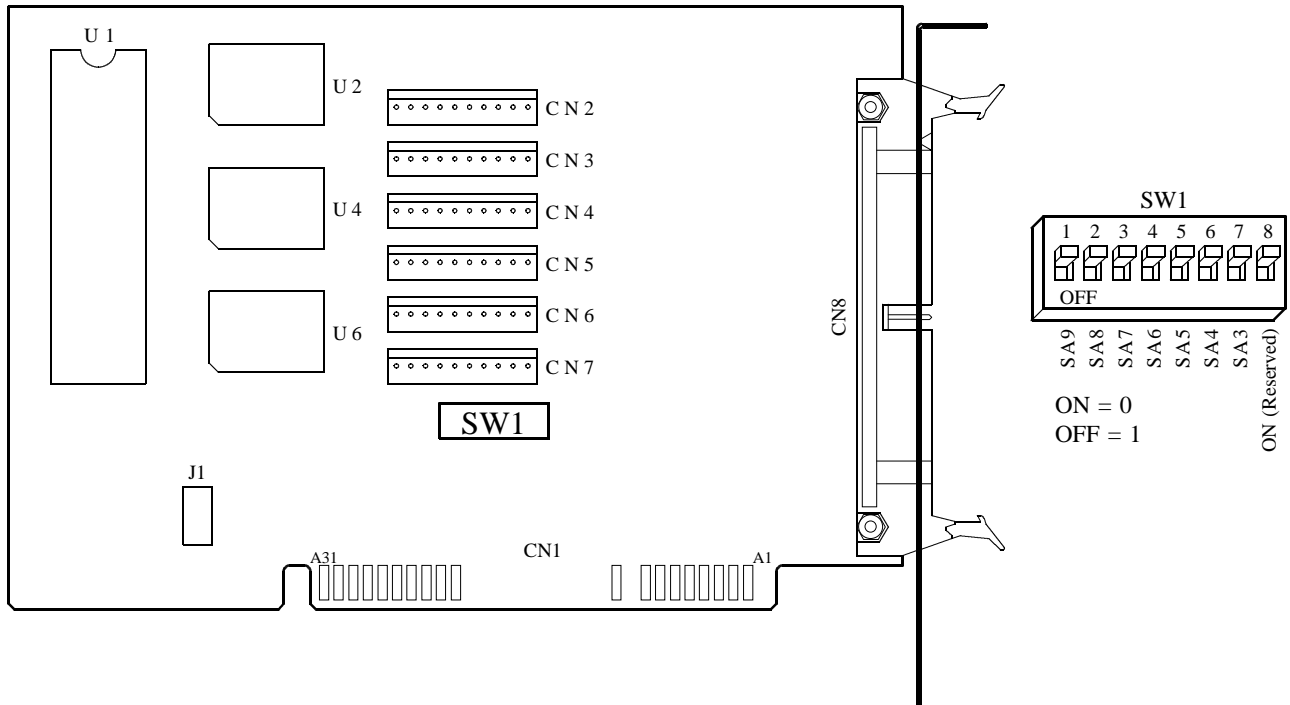 U 1
U 2
U 4
U 6
C N 2
C N 3
C N 4
C N 5
C N 6
C N 7
SW1
J1
A31
CN1
A1
CN8
SW1
1 2 3 4 5 6 7 8
OFF
SA9
SA8
SA7
SA6
SA5
SA4
SA3
ON (Reserved)
ON = 0
OFF = 1